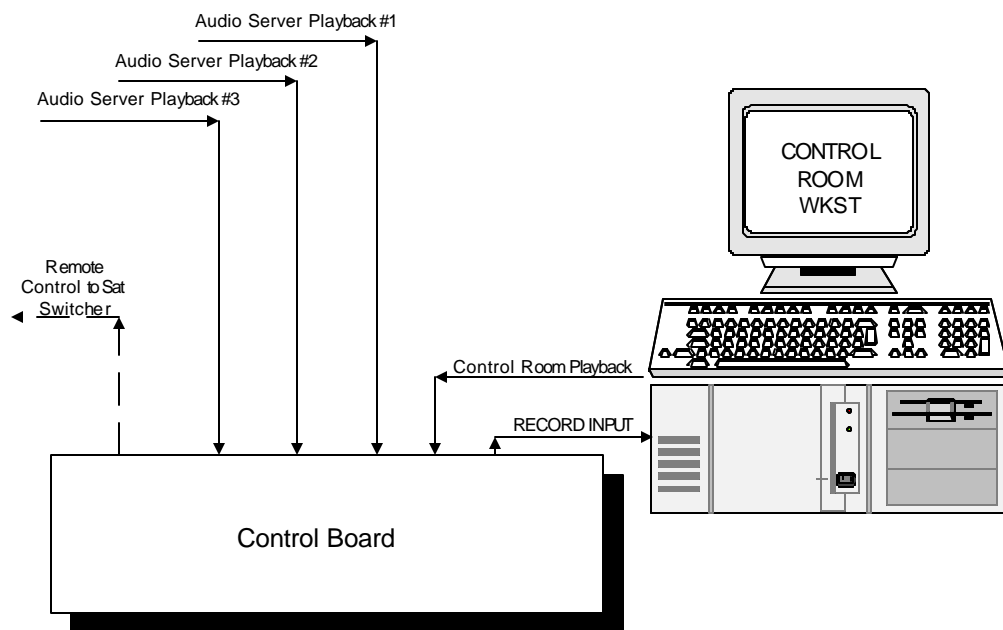 Audio Server Playback #1
Audio Server Playback #2
Audio Server Playback #3
CONTROL
ROOM
WKST
Remote
Control to Sat
Switcher
Control Room Playback
RECORD INPUT
Control Board